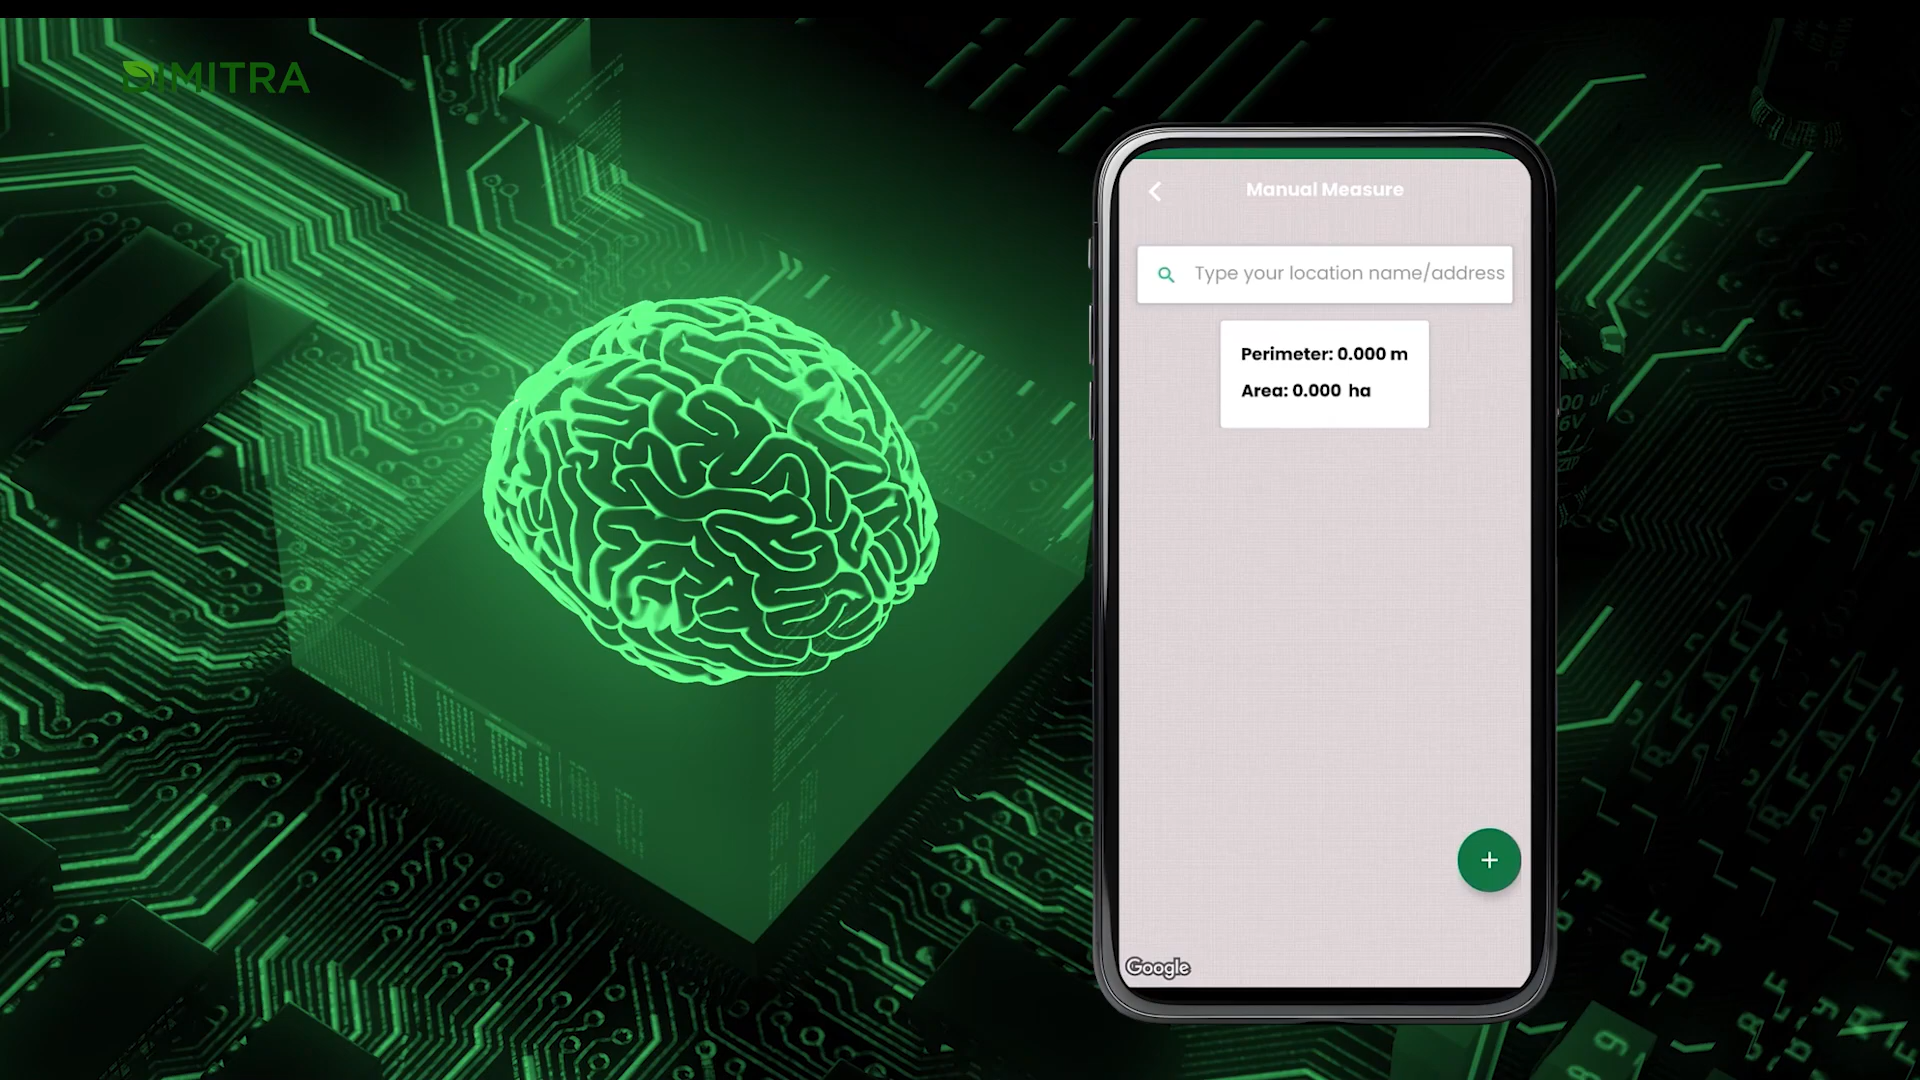 DIMITRA
Manual Measure
Type your location name/address
Perimeter: 0.000 m
Area: 0.000 ha
+
Google